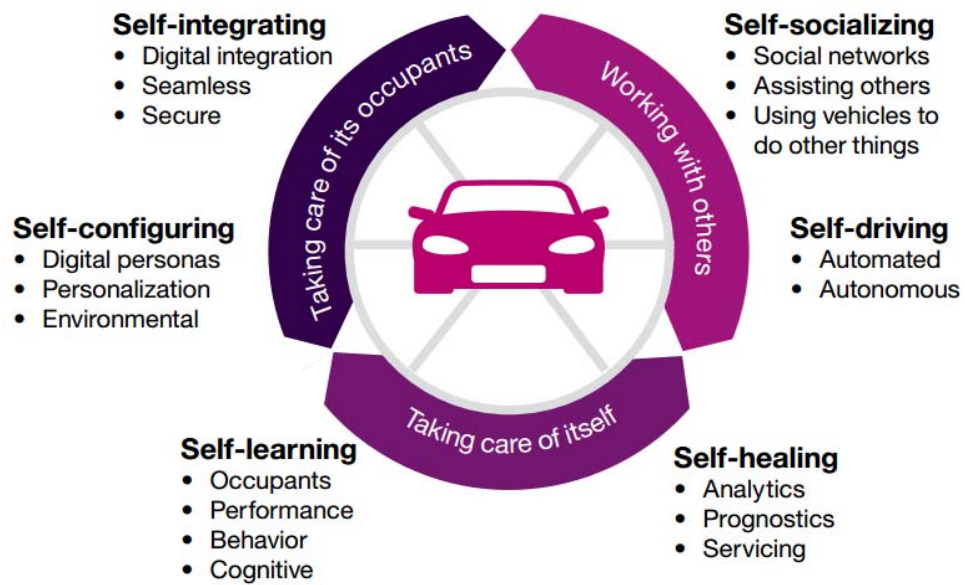 Self-integrating
• Digital integration
• Seamless
• Secure
Self-socializing
• Social networks
• Assisting others
• Using vehicles to
do other things
Taking care of its occupants
Working with others
Self-configuring
• Digital personas
• Personalization
• Environmental
Self-driving
• Automated
• Autonomous
Taking care of itself
Self-learning
• Occupants
• Performance
• Behavior
• Cognitive
Self-healing
• Analytics
• Prognostics
• Servicing